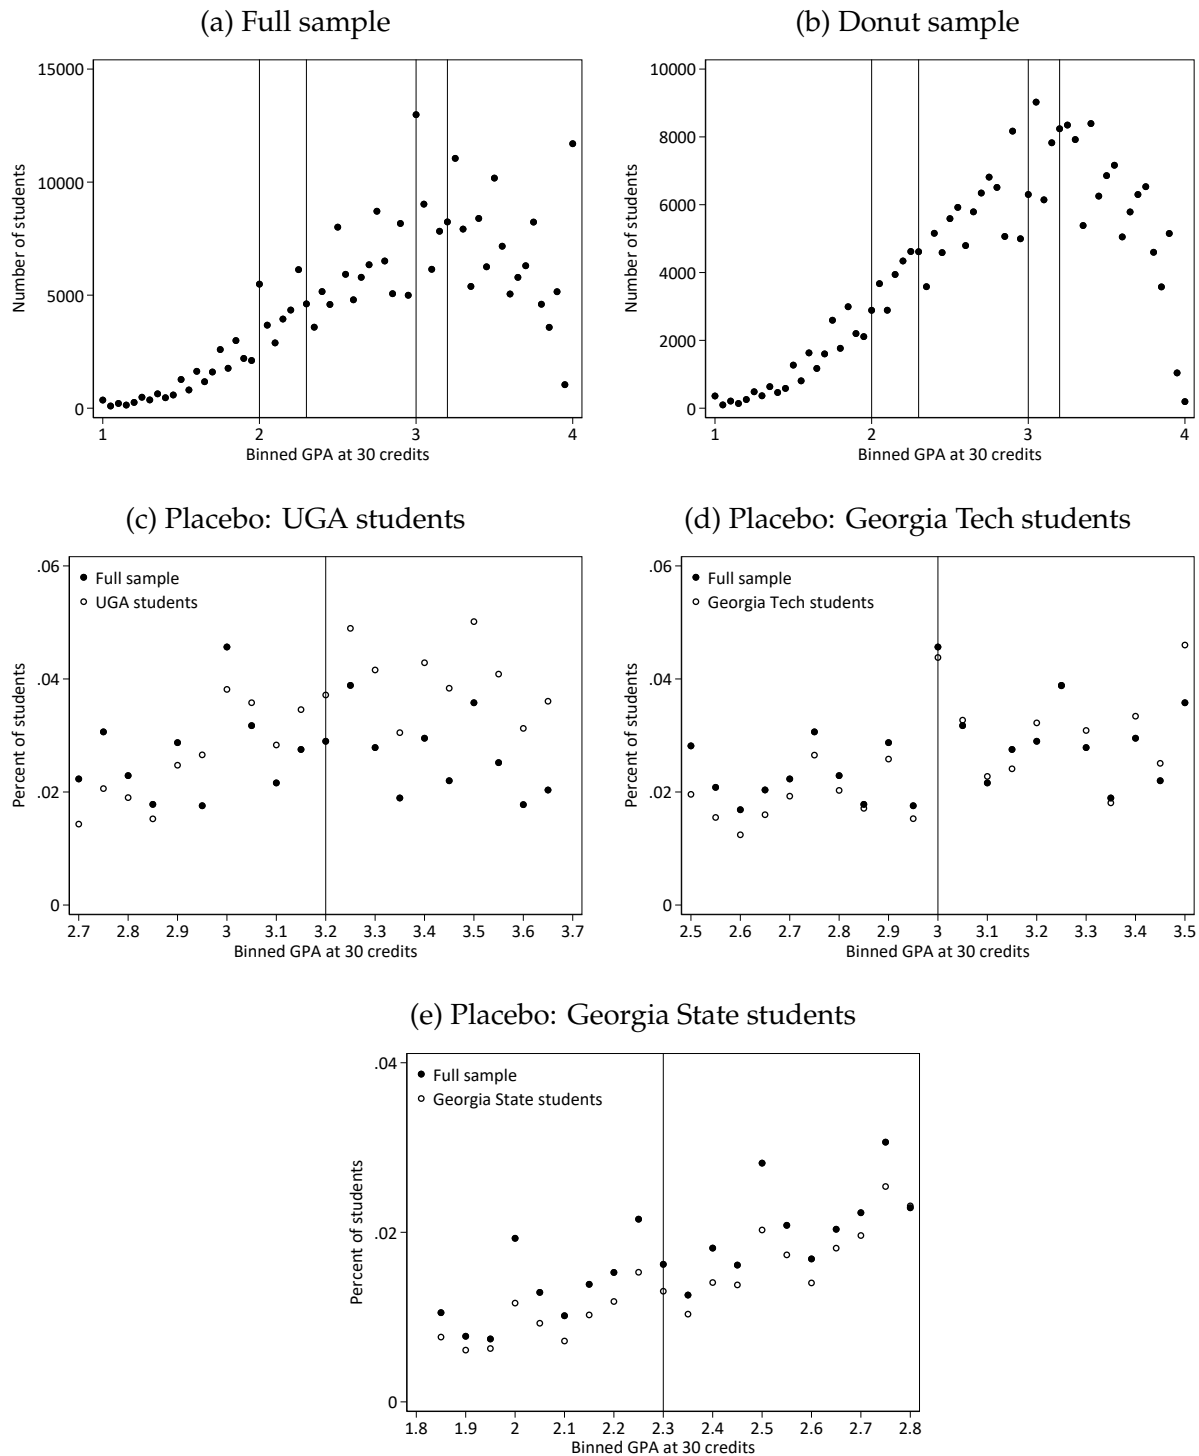 (a) Full sample
15000
10000
5000
0
Number of students
1 2 3 4
Binned GPA at 30 credits
(b) Donut sample
10000
8000
6000
4000
2000
0
Number of students
1 2 3 4
Binned GPA at 30 credits
(c) Placebo: UGA students
.06
.04
.02
0
Percent of students
Full sample
UGA students
2.7 2.8 2.9 3 3.1 3.2 3.3 3.4 3.5 3.6 3.7
Binned GPA at 30 credits
(d) Placebo: Georgia Tech students
.06
.04
.02
0
Percent of students
Full sample
Georgia Tech students
2.5 2.6 2.7 2.8 2.9 3 3.1 3.2 3.3 3.4 3.5
Binned GPA at 30 credits
(e) Placebo: Georgia State students
.04
.02
0
Percent of students
Full sample
Georgia State students
1.8 1.9 2 2.1 2.2 2.3 2.4 2.5 2.6 2.7 2.8
Binned GPA at 30 credits